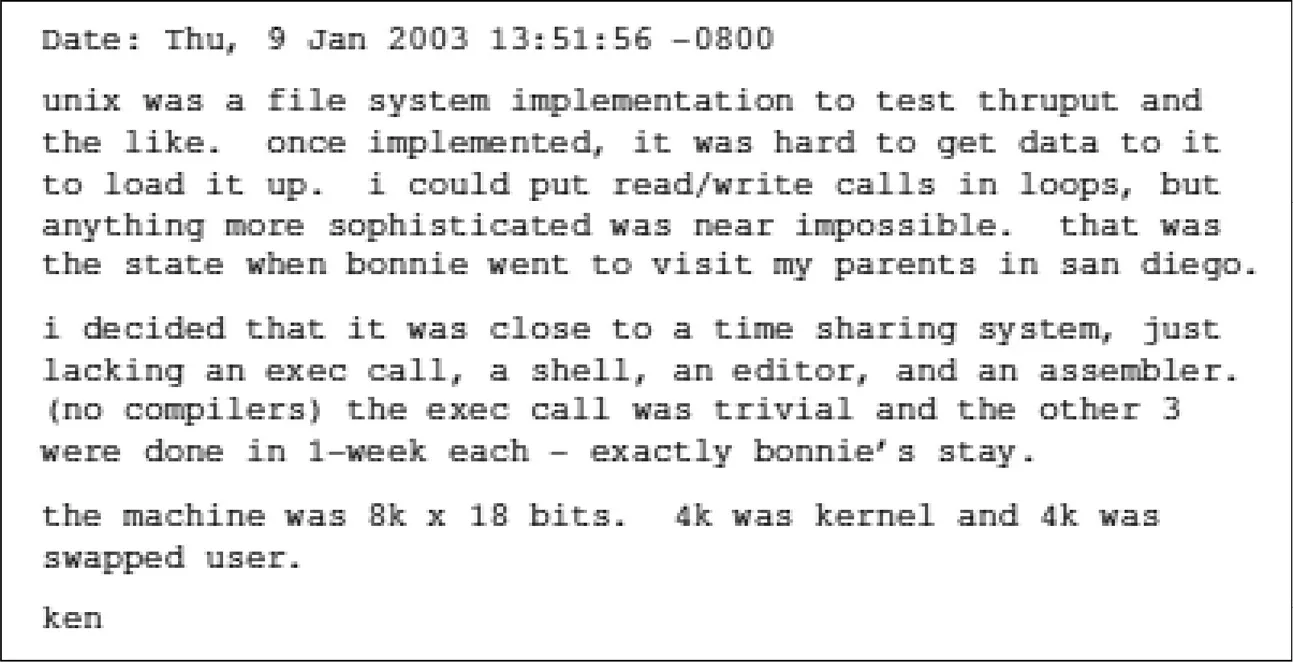 Date: Thu, 9 Jan 2003 13:51:56 -0800
unix was a file system implementation to test thruput and
the like.  once implemented, it was hard to get data to it
to load it up.  i could put read/write calls in loops, but
anything more sophisticated was near impossible.  that was
the state when bonnie went to visit my parents in san diego.
i decided that it was close to a time sharing system, just
lacking an exec call, a shell, an editor, and an assembler.
(no compilers) the exec call was trivial and the other 3
were done in 1-week each - exactly bonnie's stay.
the machine was 8k x 18 bits.  4k was kernel and 4k was
swapped user.
ken